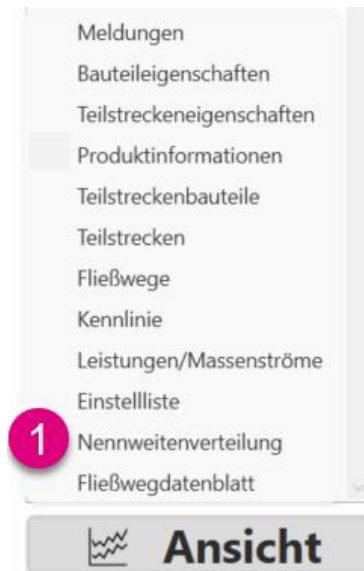 Meldungen
Bauteileigenschaften
Teilstreckeneigenschaften
Produktinformationen
Teilstreckenbauteile
Teilstrecken
Fließwege
Kennlinie
Leistungen/Massenströme
Einstellliste
1 Nennweitenverteilung
Fließwegdatenblatt
Ansicht